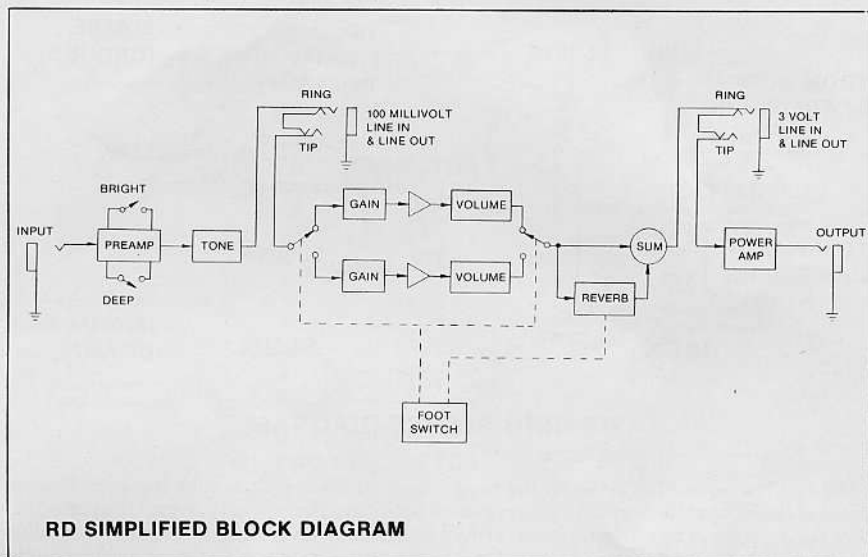 RING
100 MILLIVOLT
LINE IN
& LINE OUT
TIP
RING
3 VOLT
LINE IN
& LINE OUT
TIP
BRIGHT
INPUT
PREAMP
DEEP
TONE
GAIN
VOLUME
GAIN
VOLUME
SUM
REVERB
POWER
AMP
OUTPUT
FOOT
SWITCH
RD SIMPLIFIED BLOCK DIAGRAM